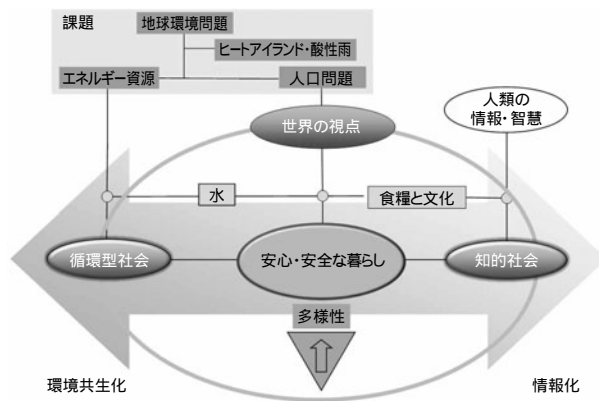 課題
地球環境問題
ヒートアイランド・酸性雨
エネルギー資源
人口問題
世界の視点
人類の
情報・智慧
水
食糧と文化
循環型社会
安心・安全な暮らし
知的社会
多様性
環境共生化
情報化